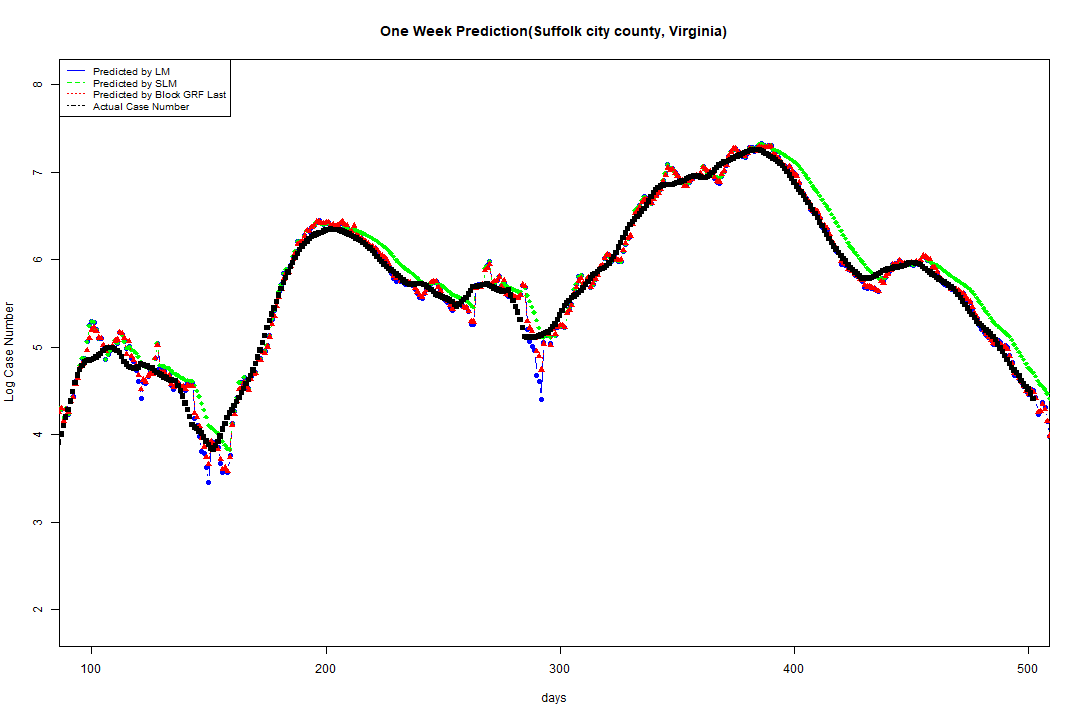 One Week Prediction(Suffolk city county, Virginia)
Predicted by LM
Predicted by SLM
Predicted by Block GRF Last
Actual Case Number
8
7
6
5
4
3
2
Log Case Number
100 200 300 400 500
days